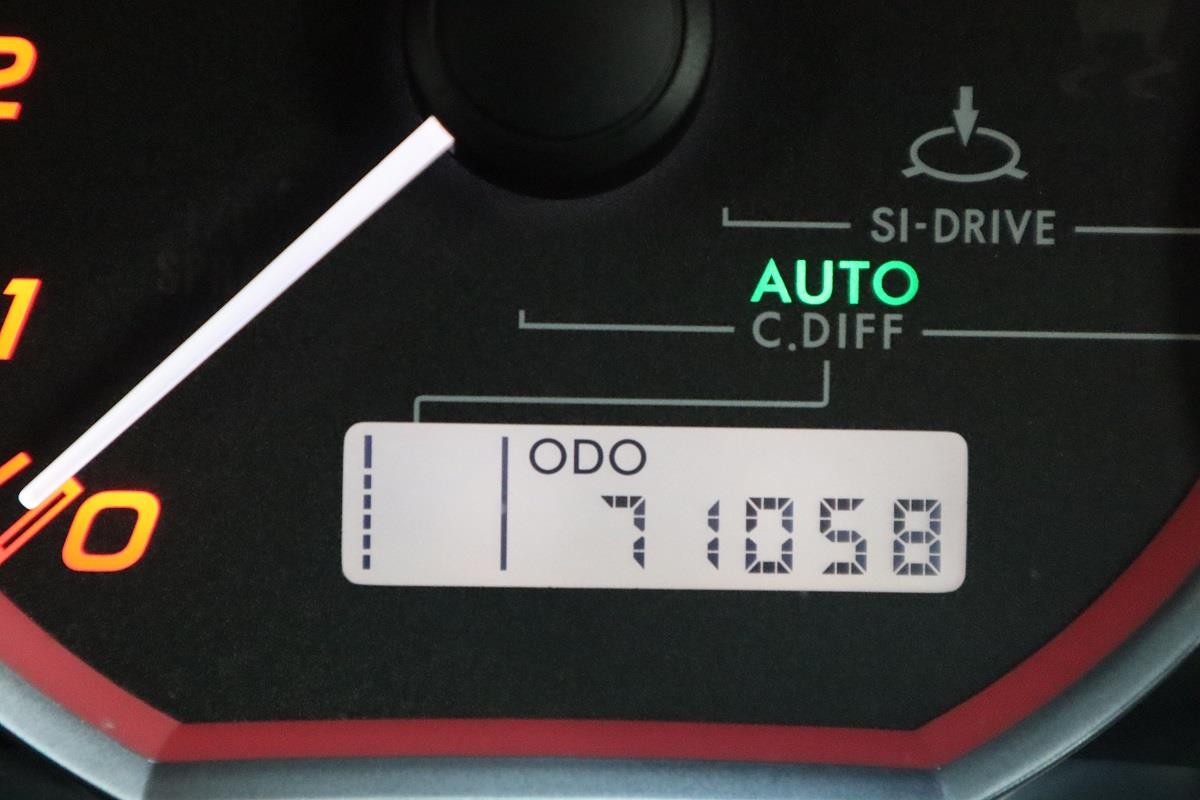 2
SI-DRIVE
AUTO
1
C.DIFF
ODO
0
71058